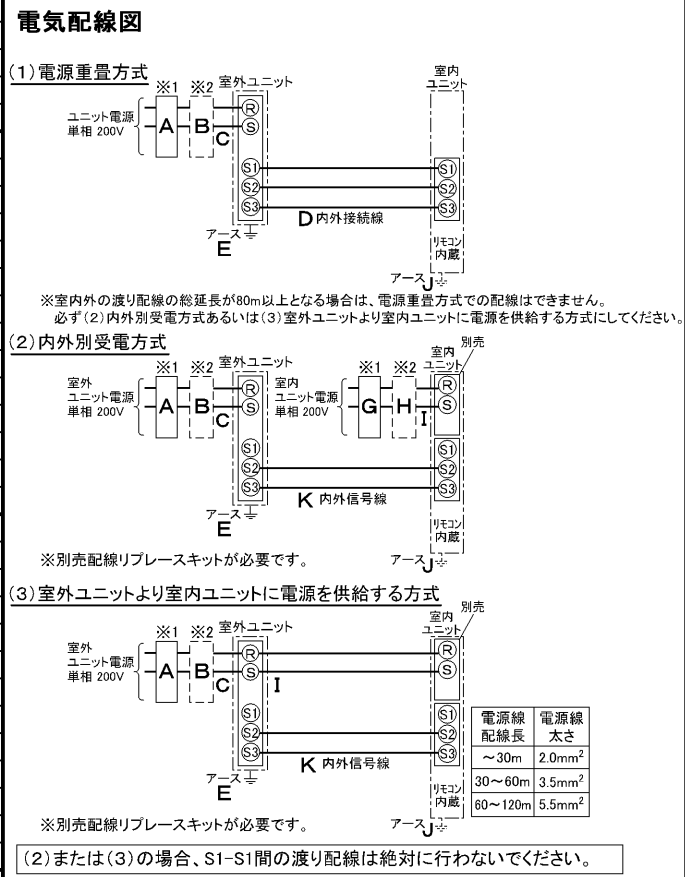 電気配線図
(1)電源重畳方式
※1 ※2 室外ユニット
室内
ユニット
ユニット電源
単相 200V
A B C
R
S
S1 S1
S2 S2
S3 S3
D 内外接続線
アース
E
リモコン
内蔵
アース J
※室内外の渡り配線の総延長が80m以上となる場合は、電源重畳方式での配線はできません。
必ず(2)内外別受電方式あるいは(3)室外ユニットより室内ユニットに電源を供給する方式にしてください。
(2)内外別受電方式
別売
※1 ※2 室外ユニット
※1 ※2
室内
ユニット
室外
ユニット電源
単相 200V
A B C
R
S
室内
ユニット電源
単相 200V
G H I
R
S
S1 S1
S2 S2
S3 S3
K 内外信号線
アース
E
リモコン
内蔵
※別売配線リプレースキットが必要です。
アース J
(3)室外ユニットより室内ユニットに電源を供給する方式
別売
※1 ※2 室外ユニット
室内
ユニット
室外
ユニット電源
単相 200V
A B C
R R
S S
I
S1 S1
S2 S2
S3 S3
K 内外信号線
アース
E
リモコン
内蔵
電源線配線長 電源線太さ
～30m 2.0mm²
30～60m 3.5mm²
60～120m 5.5mm²
※別売配線リプレースキットが必要です。
アース J
(2)または(3)の場合、S1-S1間の渡り配線は絶対に行わないでください。